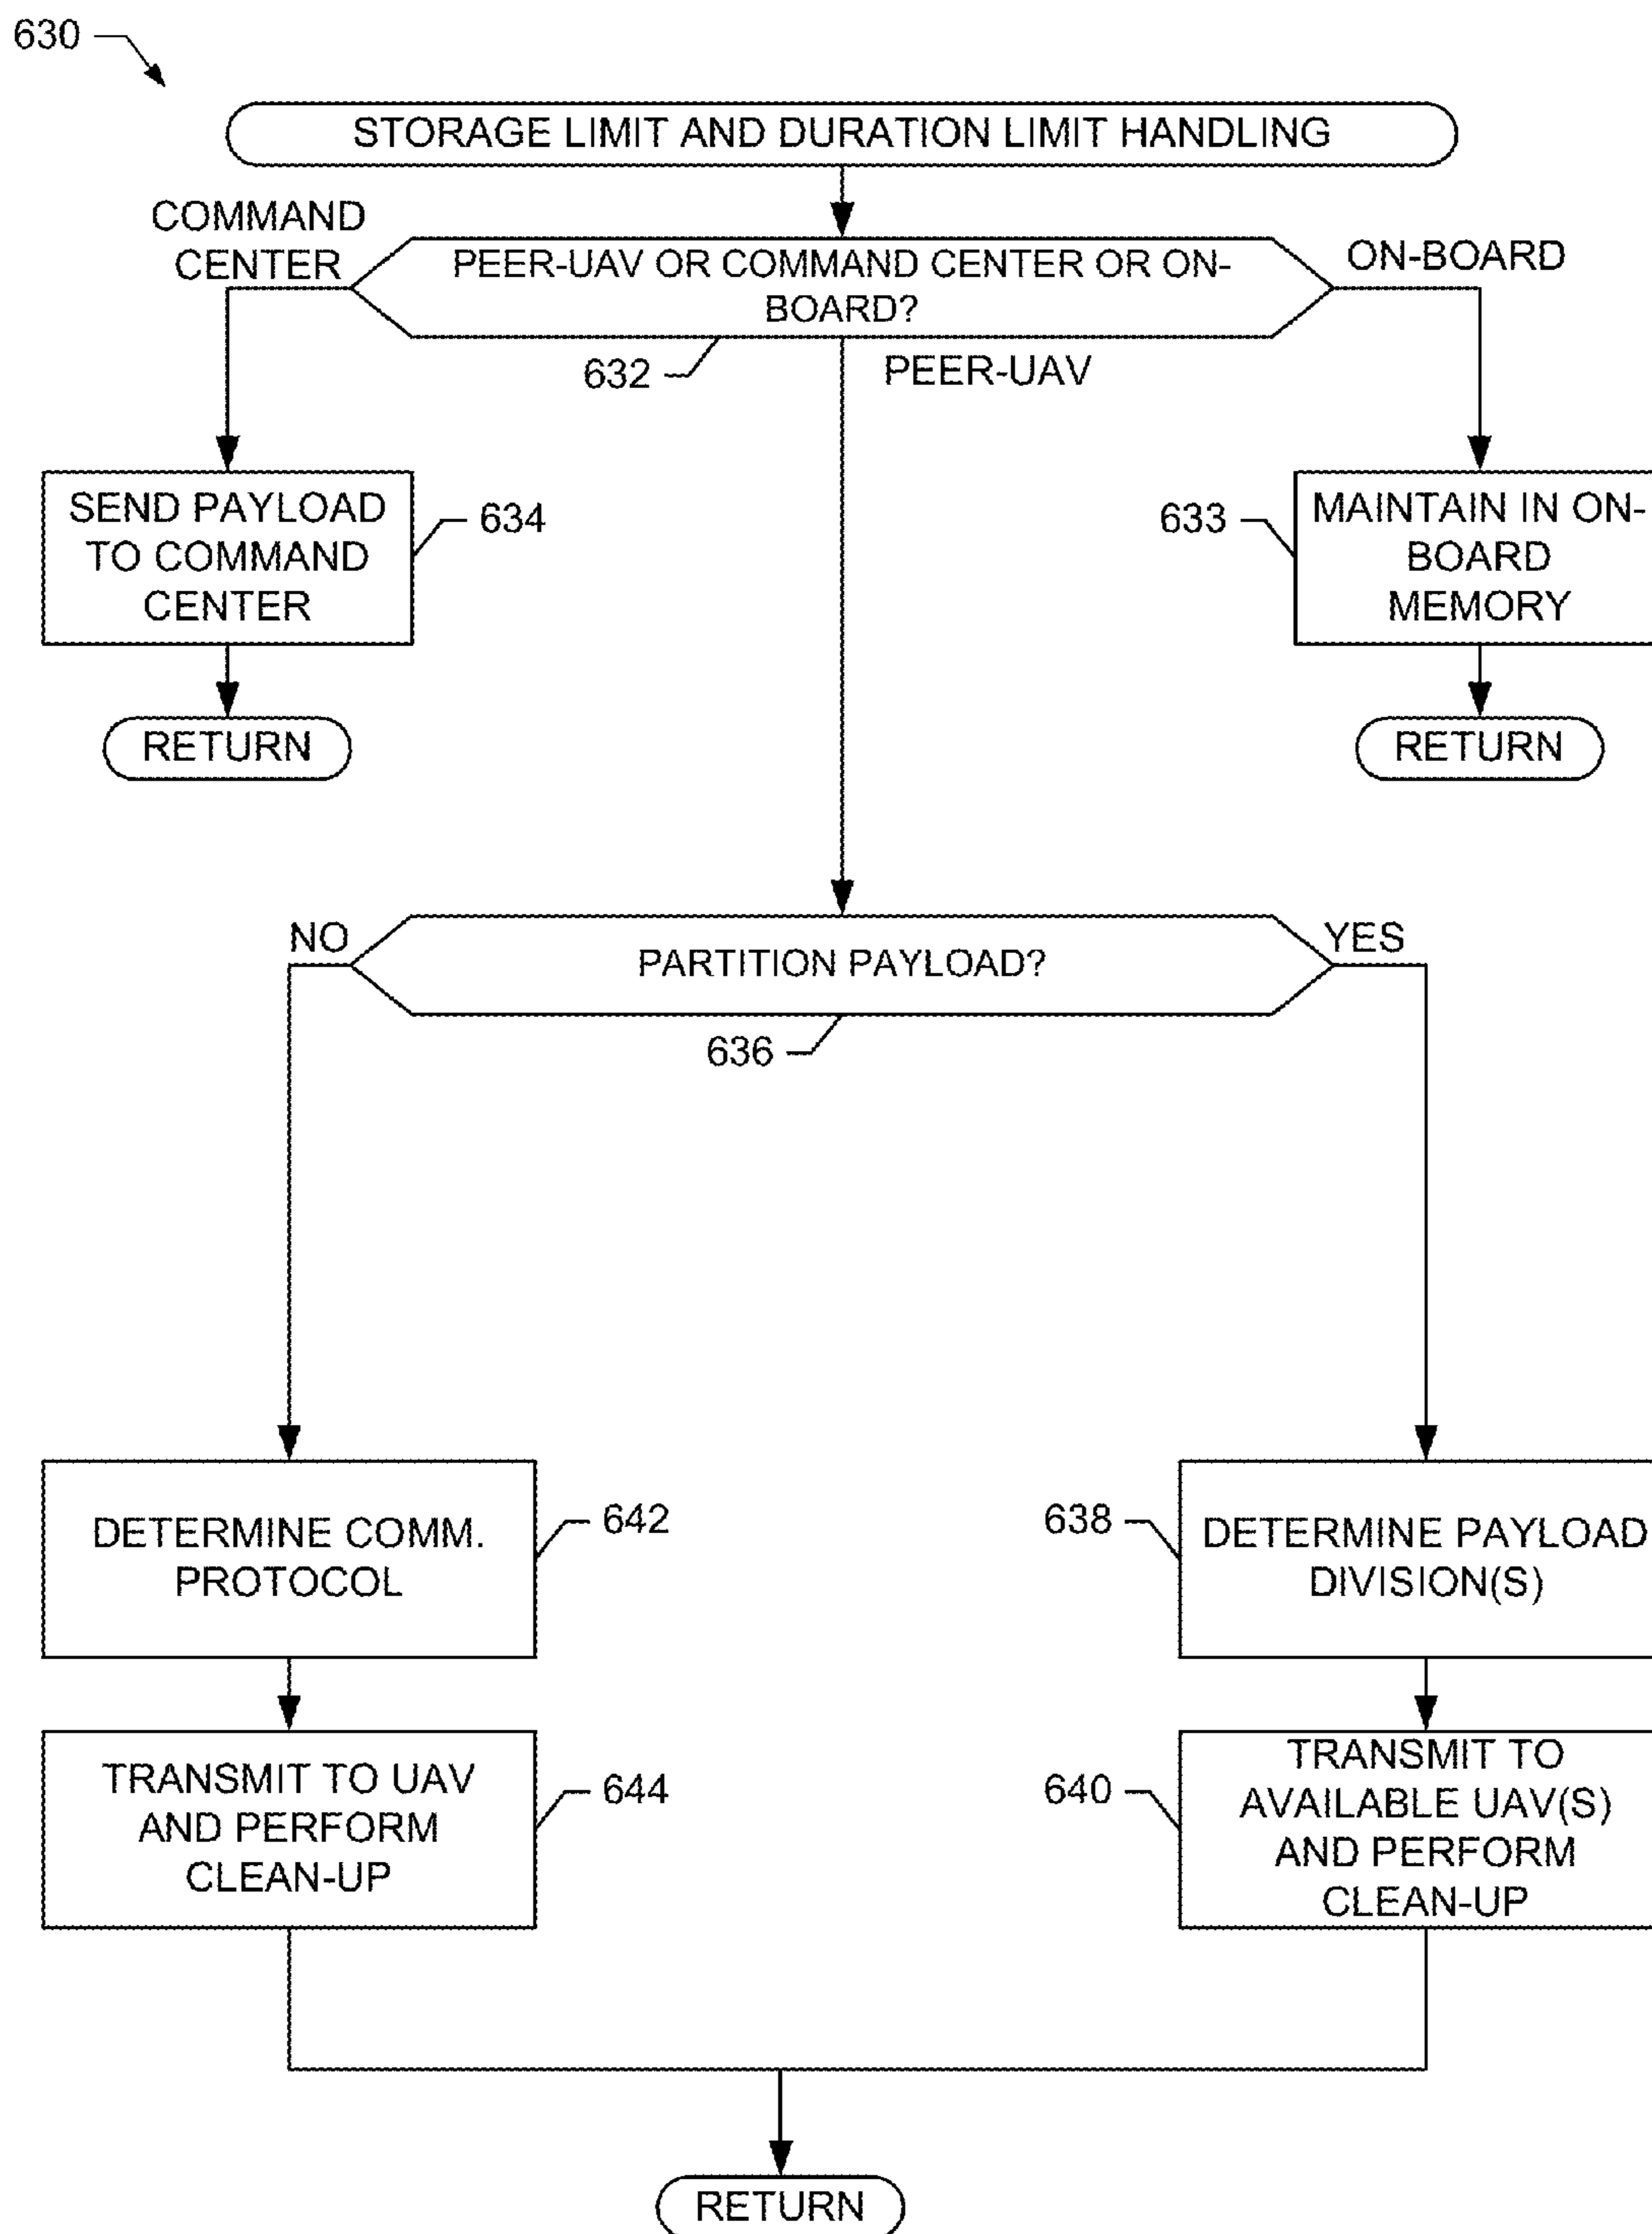 630
STORAGE LIMIT AND DURATION LIMIT HANDLING
COMMAND
CENTER
PEER-UAV OR COMMAND CENTER OR ON-
BOARD?
ON-BOARD
632
PEER-UAV
SEND PAYLOAD
TO COMMAND
CENTER
634
633
MAINTAIN IN ON-
BOARD
MEMORY
RETURN
RETURN
NO
PARTITION PAYLOAD?
YES
636
DETERMINE COMM.
PROTOCOL
642
638
DETERMINE PAYLOAD
DIVISION(S)
TRANSMIT TO UAV
AND PERFORM
CLEAN-UP
644
640
TRANSMIT TO
AVAILABLE UAV(S)
AND PERFORM
CLEAN-UP
RETURN